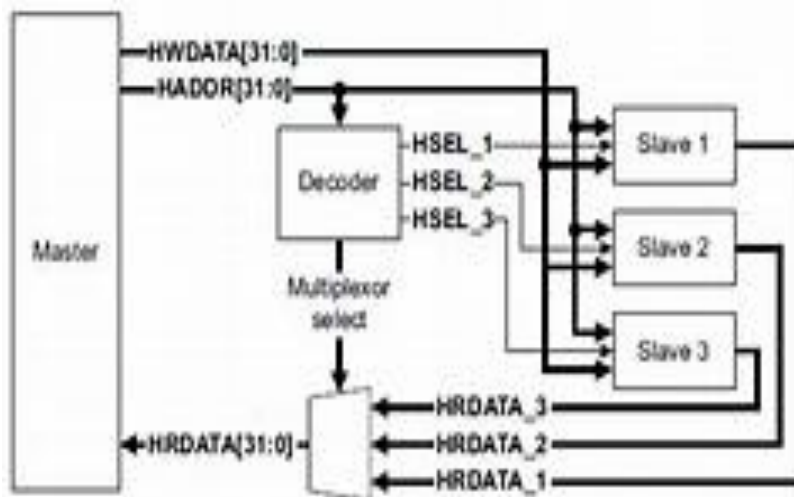 HWDATA[31:0]
HADDR[31:0]
HSEL_1
Slave 1
Decoder
HSEL_2
HSEL_3
Slave 2
Master
Multiplexor
select
Slave 3
HRDATA_3
HRDATA[31:0]
HRDATA_2
HRDATA_1